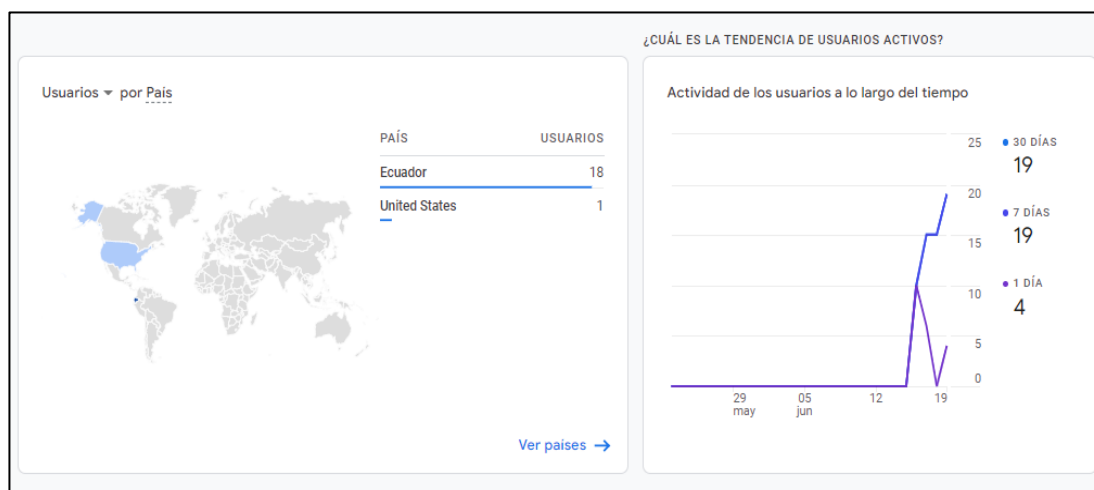 ¿CUÁL ES LA TENDENCIA DE USUARIOS ACTIVOS?
Usuarios por País
PAÍS USUARIOS
Ecuador 18
United States 1
Ver países
Actividad de los usuarios a lo largo del tiempo
25
20
15
10
5
0
29 may
05 jun
12
19
30 DÍAS
19
7 DÍAS
19
1 DÍA
4